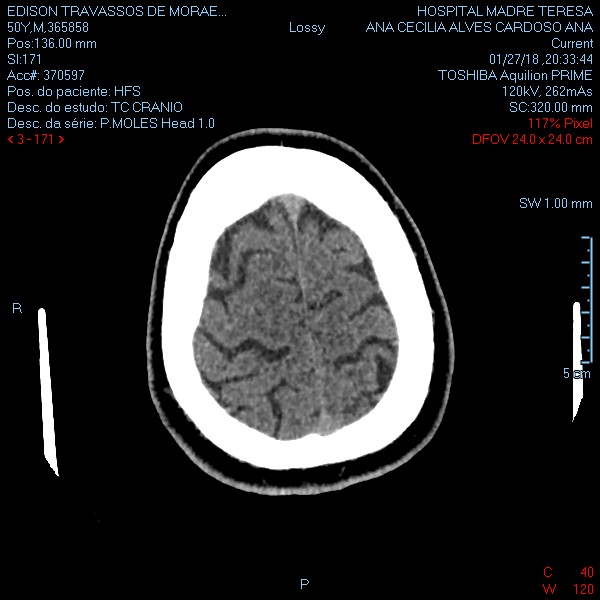 EDISON TRAVASSOS DE MORAE...
50Y,M,365858
Pos:136.00 mm
SI:171
Acc#: 370597
Pos. do paciente: HFS
Desc. do estudo: TC CRANIO
Desc. da série: P.MOLES Head 1.0
< 3 - 171 >
Lossy
HOSPITAL MADRE TERESA
ANA CECILIA ALVES CARDOSO ANA
Current
01/27/18 ,20:33:44
TOSHIBA Aquilion PRIME
120kV, 262mAs
SC:320.00 mm
117% Pixel
DFOV 24.0 x 24.0 cm
SW 1.00 mm
R
5 cm
P
C 40
W 120